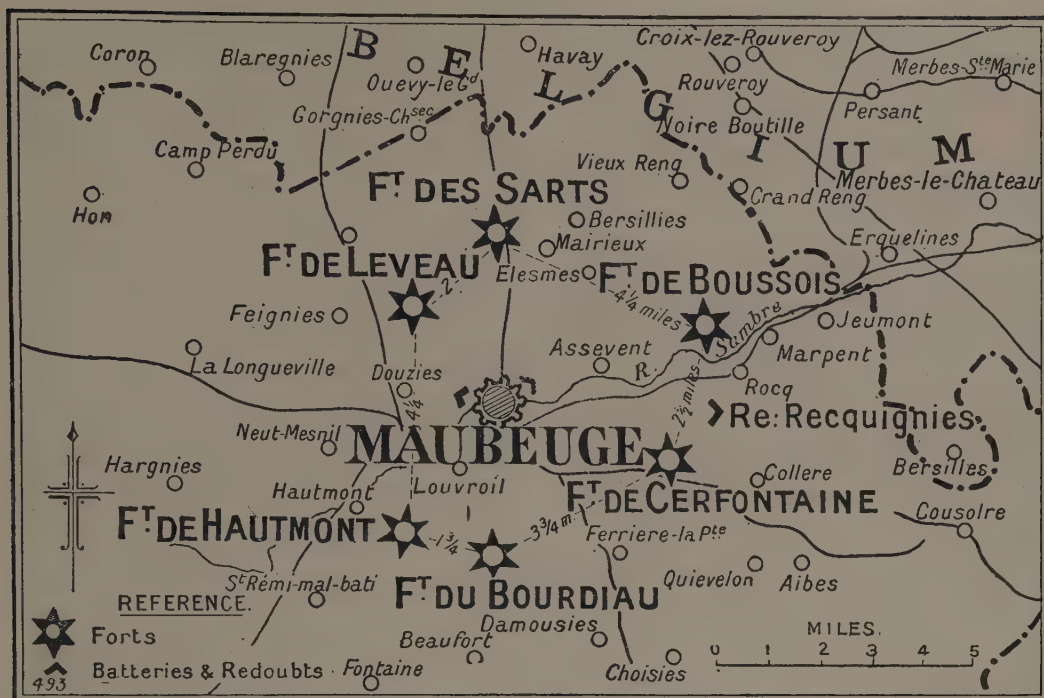 B E L G I U M
Coron
Blaregnies
Quevy-le-Gd
Havay
Croix-lez-Rouveroy
Rouveroy
Merbes-Ste Marie
Persant
Gorgnies-Chsec
Noire Boutille
Camp Perdu
Vieux Reng
Merbes-le-Chateau
Hon
FT DES SARTS
Grand Reng
Bersillies
Mairieux
Erquelines
FT DE LEVEAU
2
Elesmes
FT DE BOUSSOIS
4¼ miles
Feignies
Sambre
Jeumont
La Longueville
Assevent
R.
Marpent
Douzies
Rocq
4¼
2½ miles
Re: Recquignies
Neut-Mesnil
MAUBEUGE
Bersilles
Hargnies
Hautmont
Louvroil
Collere
FT DE CERFONTAINE
FT DE HAUTMONT
1¾
3¾ m.
Ferriere-la-Pte
Cousolre
St Rémi-mal-bati
FT DU BOURDIAU
Quievelon
Aibes
REFERENCE.
Forts
Beaufort
Damousies
MILES.
Batteries & Redoubts
Fontaine
Choisies
0 1 2 3 4 5
493